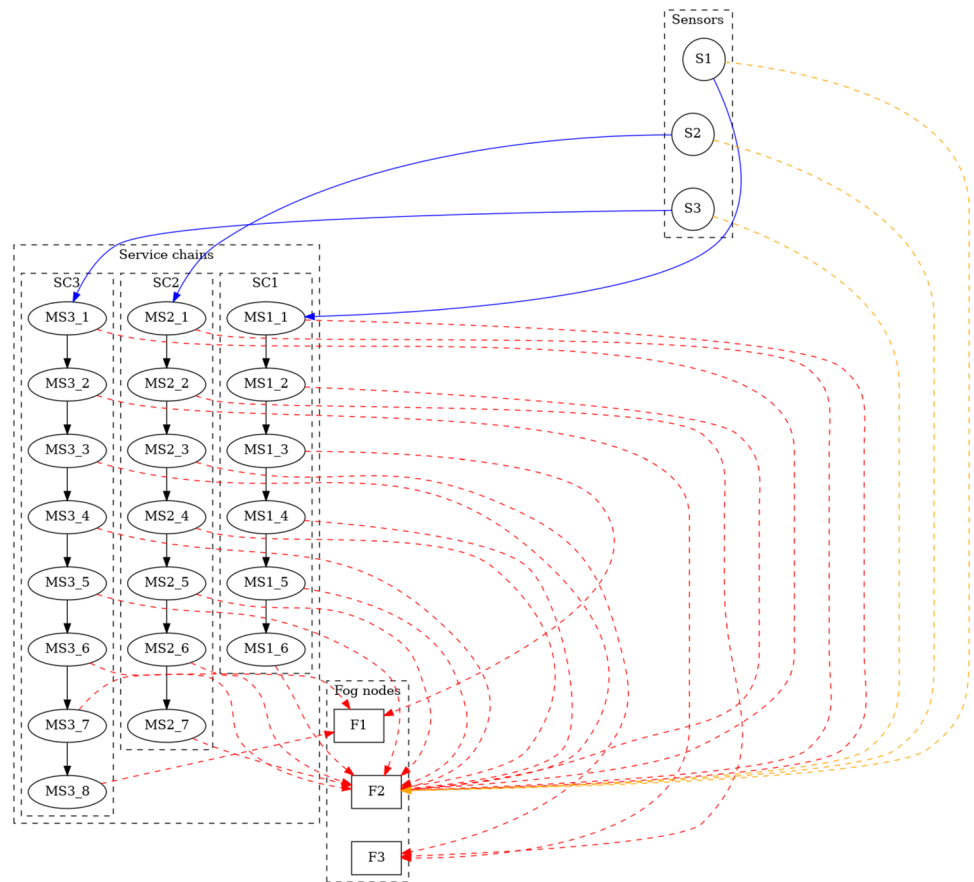 Sensors
S1
S2
S3
Service chains
SC3 SC2 SC1
MS3_1 MS2_1 MS1_1
MS3_2 MS2_2 MS1_2
MS3_3 MS2_3 MS1_3
MS3_4 MS2_4 MS1_4
MS3_5 MS2_5 MS1_5
MS3_6 MS2_6 MS1_6
Fog nodes
MS3_7 MS2_7 F1
MS3_8 F2
F3